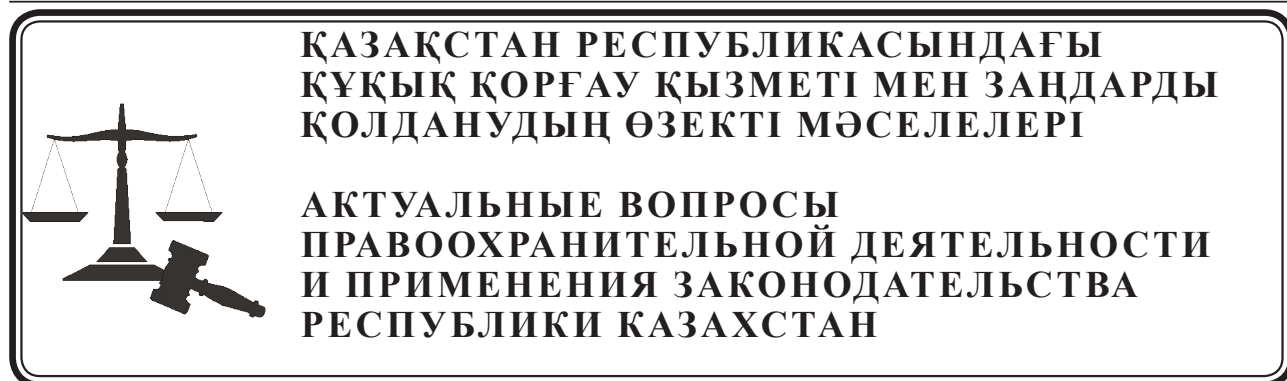 ҚАЗАҚСТАН РЕСПУБЛИКАСЫНДАҒЫ
ҚҰҚЫҚ ҚОРҒАУ ҚЫЗМЕТІ МЕН ЗАҢДАРДЫ
ҚОЛДАНУДЫҢ ӨЗЕКТІ МӘСЕЛЕЛЕРІ
АКТУАЛЬНЫЕ ВОПРОСЫ
ПРАВООХРАНИТЕЛЬНОЙ ДЕЯТЕЛЬНОСТИ
И ПРИМЕНЕНИЯ ЗАКОНОДАТЕЛЬСТВА
РЕСПУБЛИКИ КАЗАХСТАН